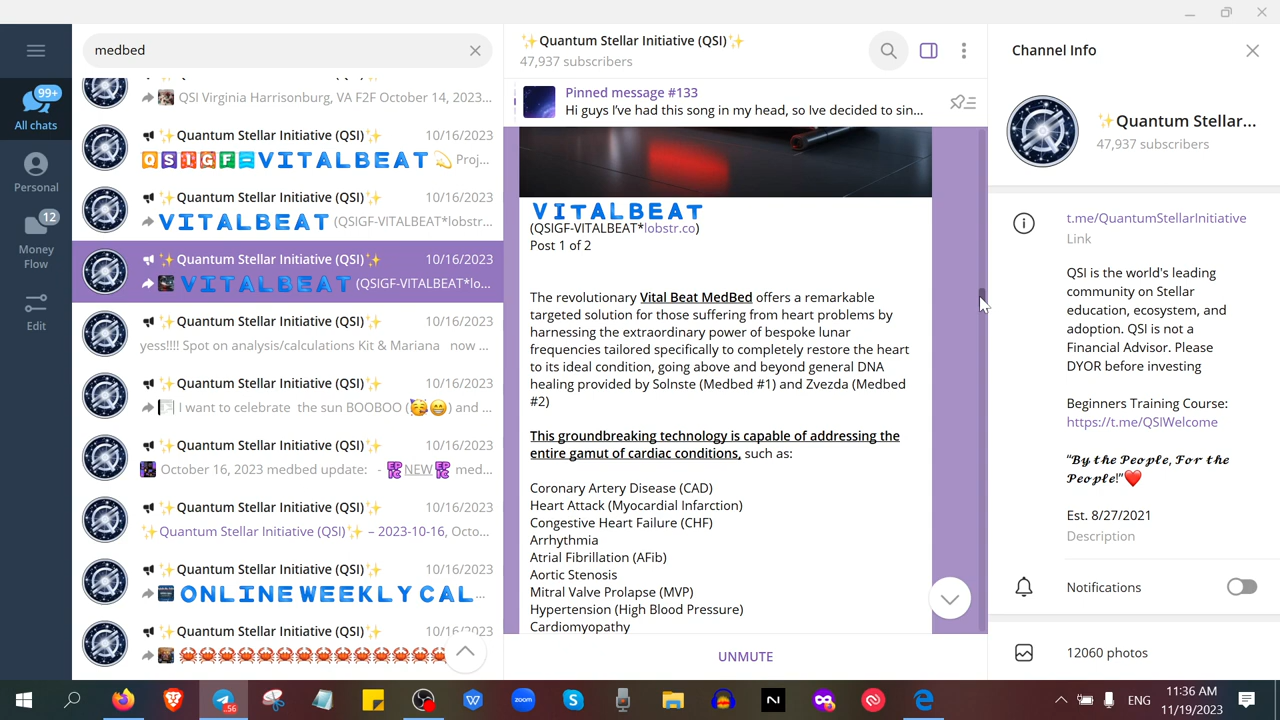 medbed
99+
All chats
Personal
12
Money
Flow
Edit
QSI Virginia Harrisonburg, VA F2F October 14, 2023...
✨Quantum Stellar Initiative (QSI)✨ 10/16/2023
QSIGF VITALBEAT💫 Proj...
✨Quantum Stellar Initiative (QSI)✨ 10/16/2023
VITALBEAT (QSIGF-VITALBEAT*lobstr...
✨Quantum Stellar Initiative (QSI)✨ 10/16/2023
VITALBEAT (QSIGF-VITALBEAT*lo...
✨Quantum Stellar Initiative (QSI)✨ 10/16/2023
yess!!!! Spot on analysis/calculations Kit & Mariana now ...
✨Quantum Stellar Initiative (QSI)✨ 10/16/2023
I want to celebrate the sun BOOBOO (🥳😁) and ...
✨Quantum Stellar Initiative (QSI)✨ 10/16/2023
October 16, 2023 medbed update: - NEW med...
✨Quantum Stellar Initiative (QSI)✨ 10/16/2023
✨Quantum Stellar Initiative (QSI)✨ – 2023-10-16, Octo...
✨Quantum Stellar Initiative (QSI)✨ 10/16/2023
ONLINE WEEKLY CAL...
✨Quantum Stellar Initiative (QSI)✨ 10/16/2023
🦀🦀🦀🦀🦀🦀🦀🦀🦀🦀🦀🦀🦀...
✨Quantum Stellar Initiative (QSI)✨
47,937 subscribers
Pinned message #133
Hi guys I've had this song in my head, so Ive decided to sin...
VITALBEAT
(QSIGF-VITALBEAT*lobstr.co)
Post 1 of 2
The revolutionary Vital Beat MedBed offers a remarkable
targeted solution for those suffering from heart problems by
harnessing the extraordinary power of bespoke lunar
frequencies tailored specifically to completely restore the heart
to its ideal condition, going above and beyond general DNA
healing provided by Solnste (Medbed #1) and Zvezda (Medbed
#2)
This groundbreaking technology is capable of addressing the
entire gamut of cardiac conditions, such as:
Coronary Artery Disease (CAD)
Heart Attack (Myocardial Infarction)
Congestive Heart Failure (CHF)
Arrhythmia
Atrial Fibrillation (AFib)
Aortic Stenosis
Mitral Valve Prolapse (MVP)
Hypertension (High Blood Pressure)
Cardiomyopathy
UNMUTE
Channel Info
✨Quantum Stellar...
47,937 subscribers
t.me/QuantumStellarInitiative
Link
QSI is the world's leading
community on Stellar
education, ecosystem, and
adoption. QSI is not a
Financial Advisor. Please
DYOR before investing
Beginners Training Course:
https://t.me/QSIWelcome
"𝓑𝔂 𝓽𝓱𝓮 𝓟𝓮𝓸𝓹𝓵𝓮, 𝓕𝓸𝓻 𝓽𝓱𝓮
𝓟𝓮𝓸𝓹𝓵𝓮!"❤️
Est. 8/27/2021
Description
Notifications
12060 photos
.56
zoom
ENG
11:36 AM
11/19/2023